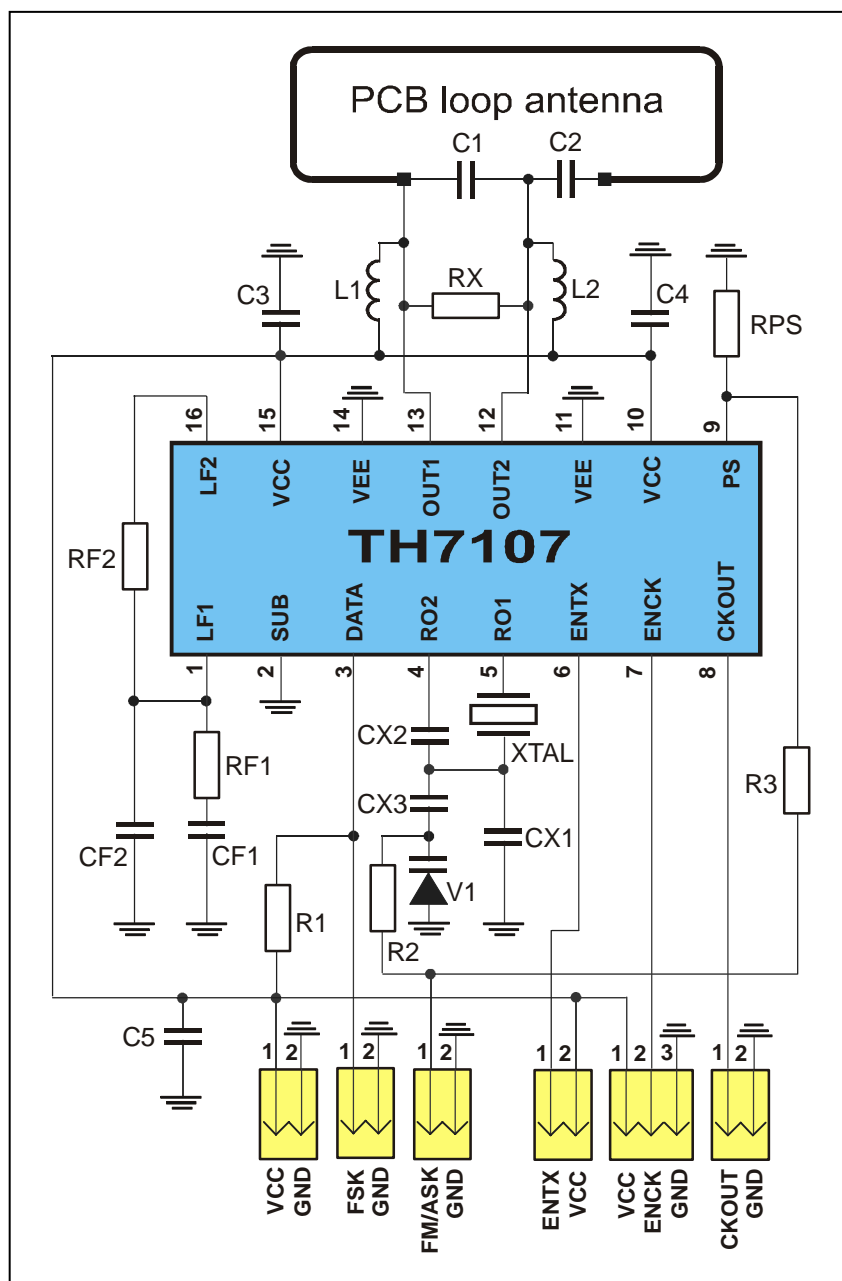 PCB loop antenna
C1
C2
C3
L1
RX
L2
C4
RPS
16
15
14
13
12
11
10
9
LF2
VCC
VEE
OUT1
OUT2
VEE
VCC
PS
TH7107
RF2
LF1
SUB
DATA
RO2
RO1
ENTX
ENCK
CKOUT
1
2
3
4
5
6
7
8
CX2
XTAL
RF1
CX3
R3
CF2
CF1
CX1
V1
R1
R2
C5
1 2
1 2
1 2
1 2
1 2 3
1 2
VCC
GND
FSK
GND
FM/ASK
GND
ENTX
VCC
VCC
ENCK
GND
CKOUT
GND